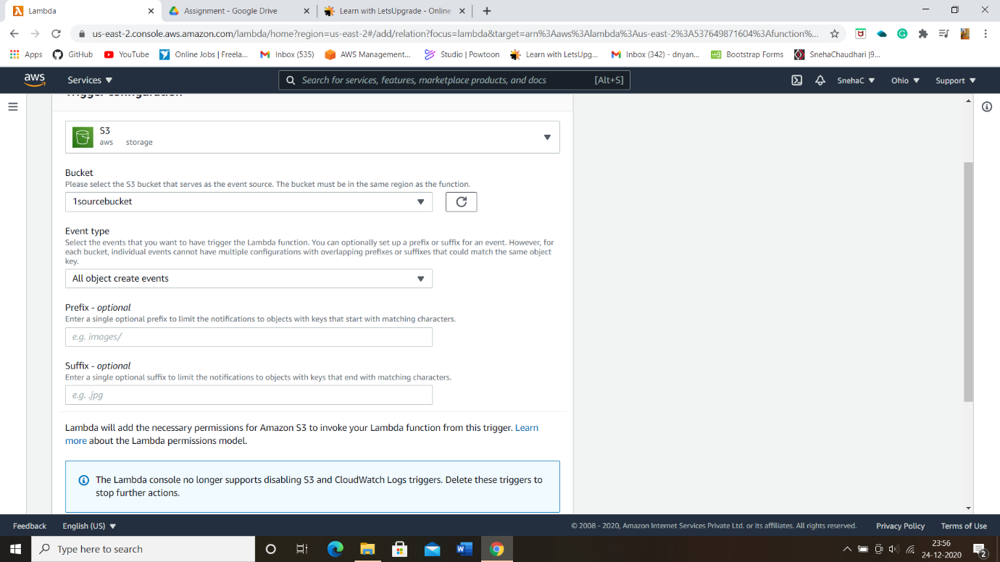 Lambda
Assignment - Google Drive
Learn with LetsUpgrade - Online
us-east-2.console.aws.amazon.com/lambda/home?region=us-east-2#/add/relation?focus=lambda&target=arn%3Aaws%3Alambda%3Aus-east-2%3A537649871604%3Afunction%...
Apps GitHub YouTube Online Jobs | Freela... Inbox (535) AWS Management... Studio | Powtoon Learn with LetsUpg... Inbox (342) - dnyan... Bootstrap Forms SnehaChaudhari |9...
aws Services Search for services, features, marketplace products, and docs [Alt+S] SnehaC Ohio Support
Trigger configuration
S3
aws storage
Bucket
Please select the S3 bucket that serves as the event source. The bucket must be in the same region as the function.
1sourcebucket
Event type
Select the events that you want to have trigger the Lambda function. You can optionally set up a prefix or suffix for an event. However, for
each bucket, individual events cannot have multiple configurations with overlapping prefixes or suffixes that could match the same object
key.
All object create events
Prefix - optional
Enter a single optional prefix to limit the notifications to objects with keys that start with matching characters.
e.g. images/
Suffix - optional
Enter a single optional suffix to limit the notifications to objects with keys that end with matching characters.
e.g. .jpg
Lambda will add the necessary permissions for Amazon S3 to invoke your Lambda function from this trigger. Learn
more about the Lambda permissions model.
The Lambda console no longer supports disabling S3 and CloudWatch Logs triggers. Delete these triggers to
stop further actions.
Feedback English (US) © 2008 - 2020, Amazon Internet Services Private Ltd. or its affiliates. All rights reserved. Privacy Policy Terms of Use
Type here to search
23:56
24-12-2020
2